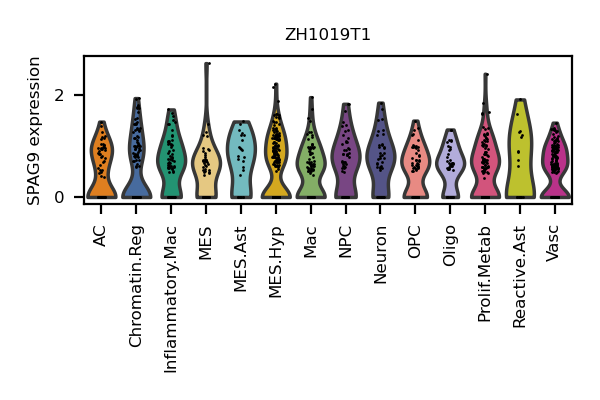 ZH1019T1
SPAG9 expression
2
0
AC
Chromatin.Reg
Inflammatory.Mac
MES
MES.Ast
MES.Hyp
Mac
NPC
Neuron
OPC
Oligo
Prolif.Metab
Reactive.Ast
Vasc